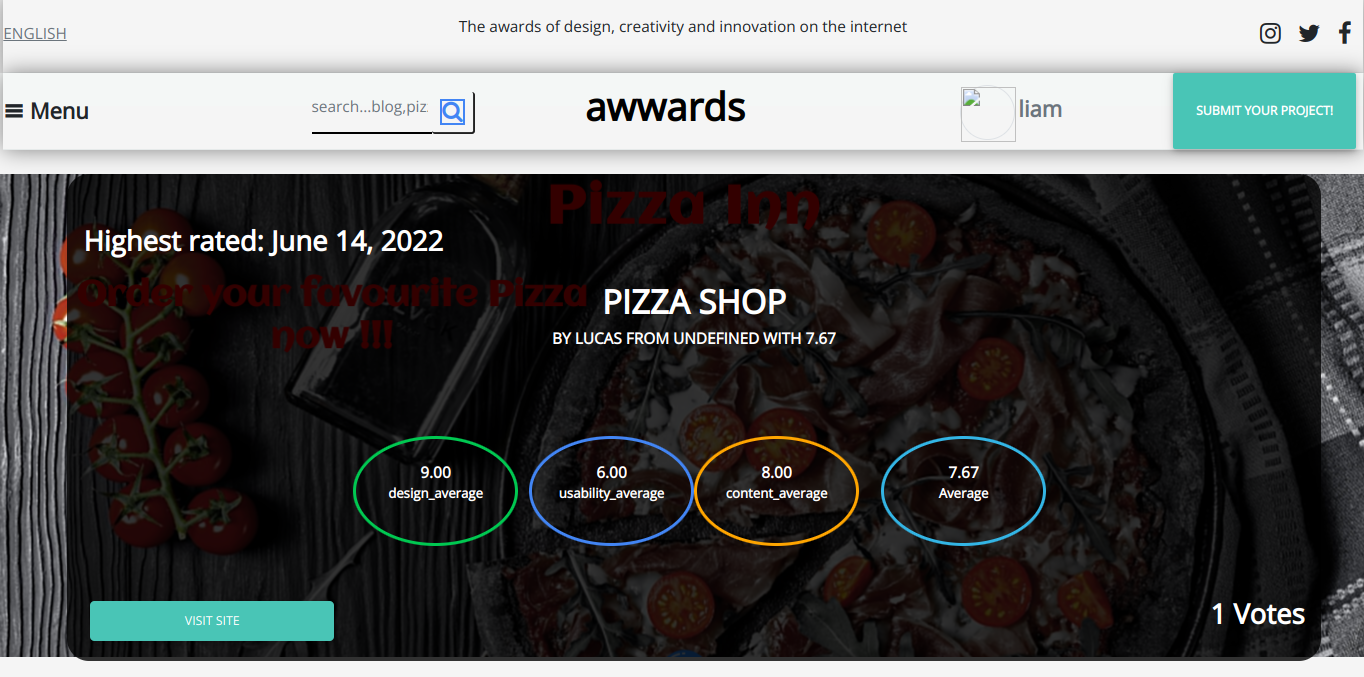 ENGLISH
The awards of design, creativity and innovation on the internet
Menu
search...blog,piz
awwards
liam
SUBMIT YOUR PROJECT!
Pizza Inn
Highest rated: June 14, 2022
Order your favourite Pizza
now !!!
PIZZA SHOP
BY LUCAS FROM UNDEFINED WITH 7.67
9.00
design_average
6.00
usability_average
8.00
content_average
7.67
Average
VISIT SITE
1 Votes